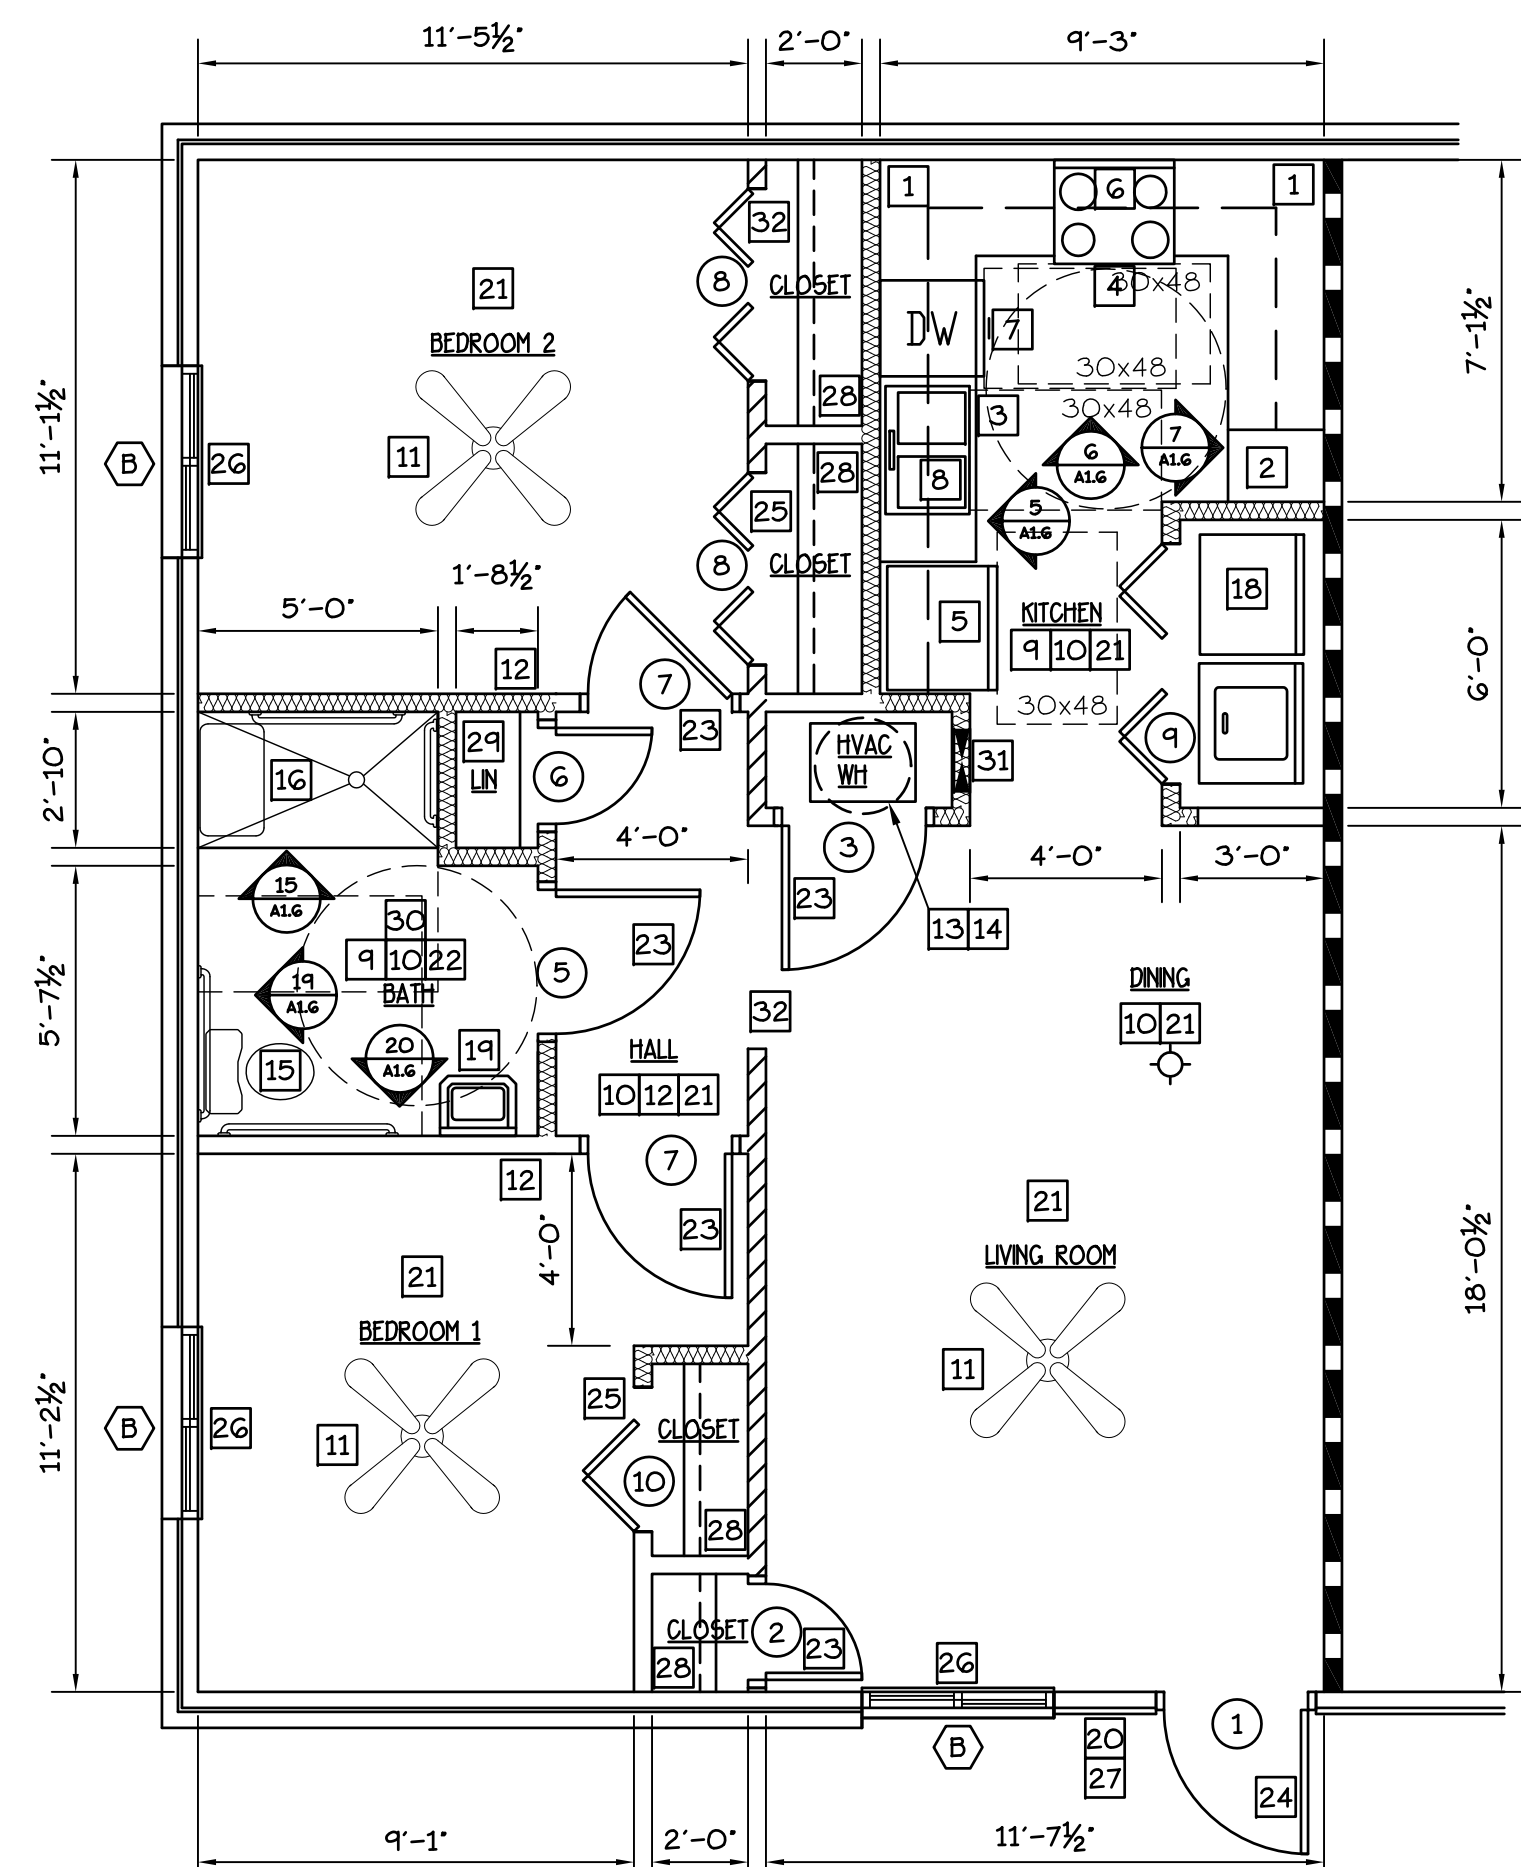 11'-5½"
2'-0"
9'-3"
1
6
1
32
8
CLOSET
21
BEDROOM 2
30x48
4
DW
7
7'-1½"
30x48
30x48
11'-1½"
B
26
11
28
3
28
8
6
A1.6
7
A1.6
2
25
5
A1.6
8
CLOSET
1'-8½"
5'-0"
18
5
KITCHEN
9 10 21
6'-0"
12
7
30x48
23
9
2'-10"
16
29
LIN
6
HVAC
WH
31
4'-0"
3
4'-0"
3'-0"
15
A1.6
30
9 10 22
BATH
23
23
13 14
19
A1.6
5
5'-7½"
DINING
10 21
32
20
A1.6
19
15
HALL
10 12 21
12
7
21
23
4'-0"
LIVING ROOM
18'-0½"
21
BEDROOM 1
11
11'-2½"
B
26
11
25
CLOSET
10
28
CLOSET
2
23
28
26
B
20
27
1
24
9'-1"
2'-0"
11'-7½"